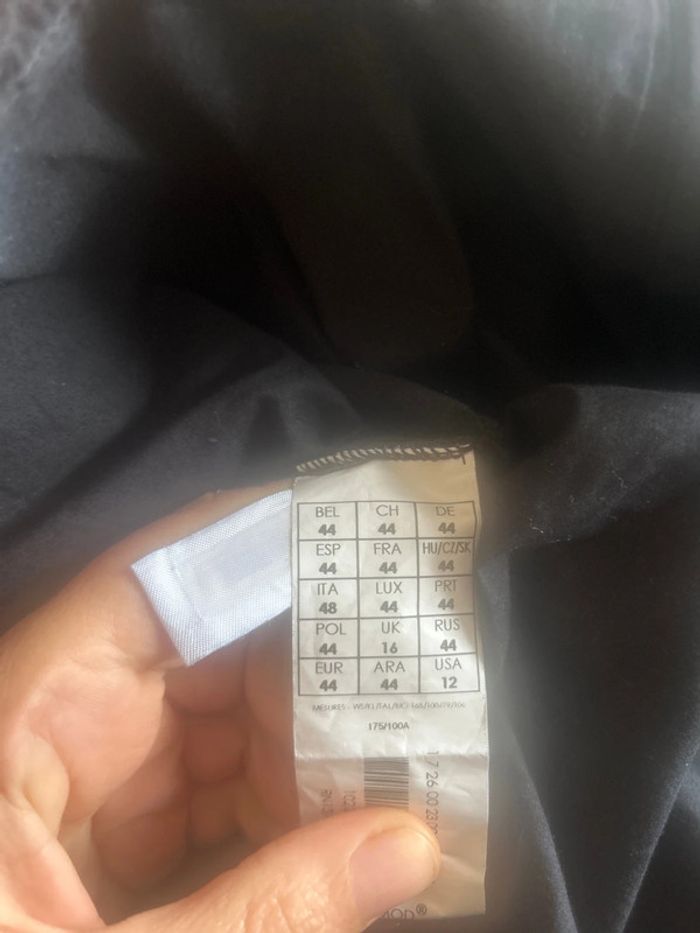 BEL CH DE
44 44 44
ESP FRA HU/CZ/SK
44 44 44
ITA LUX PRT
48 44 44
POL UK RUS
44 16 44
EUR ARA USA
44 44 12
MESURES -
175/100A